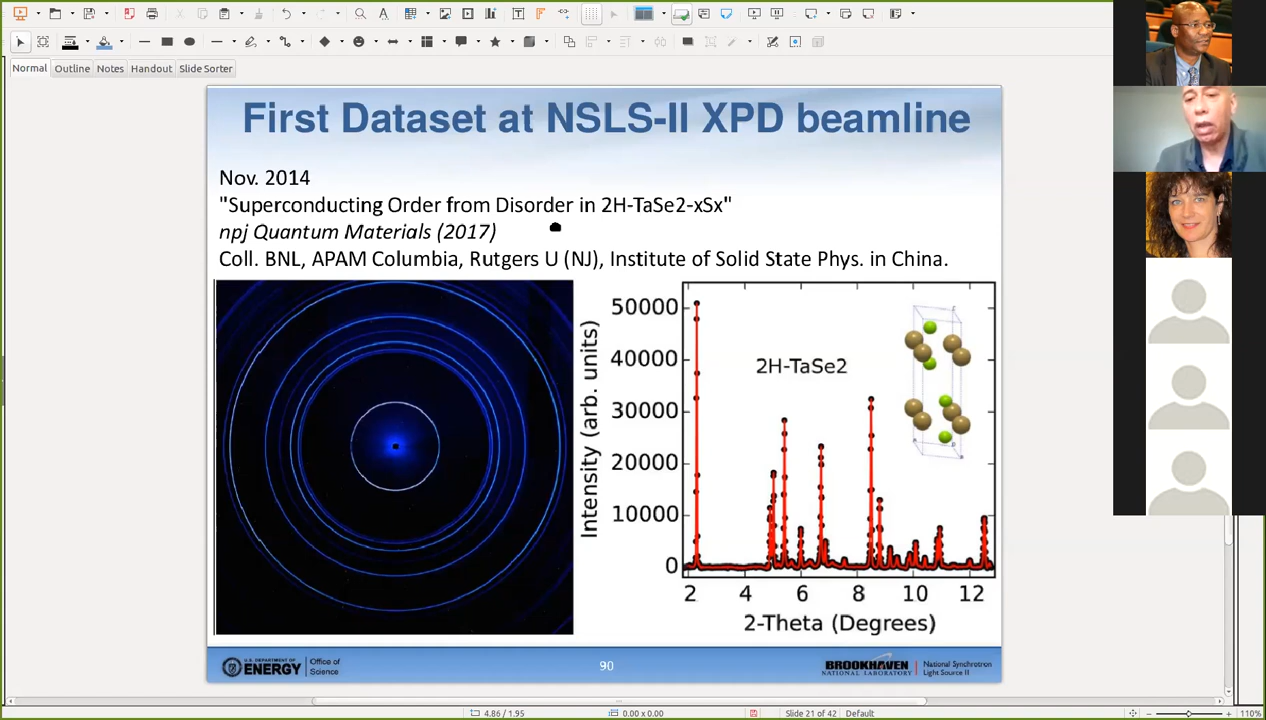 Normal Outline Notes Handout Slide Sorter
First Dataset at NSLS-II XPD beamline
Nov. 2014
"Superconducting Order from Disorder in 2H-TaSe2-xSx"
npj Quantum Materials (2017)
Coll. BNL, APAM Columbia, Rutgers U (NJ), Institute of Solid State Phys. in China.
Intensity (arb. units)
50000
40000
30000
20000
10000
0
2H-TaSe2
2 4 6 8 10 12
2-Theta (Degrees)
U.S. DEPARTMENT OF
ENERGY
Office of
Science
90
BROOKHAVEN
NATIONAL LABORATORY
National Synchrotron
Light Source II
4.86 / 1.95 0.00 x 0.00 Slide 21 of 42 Default 110%